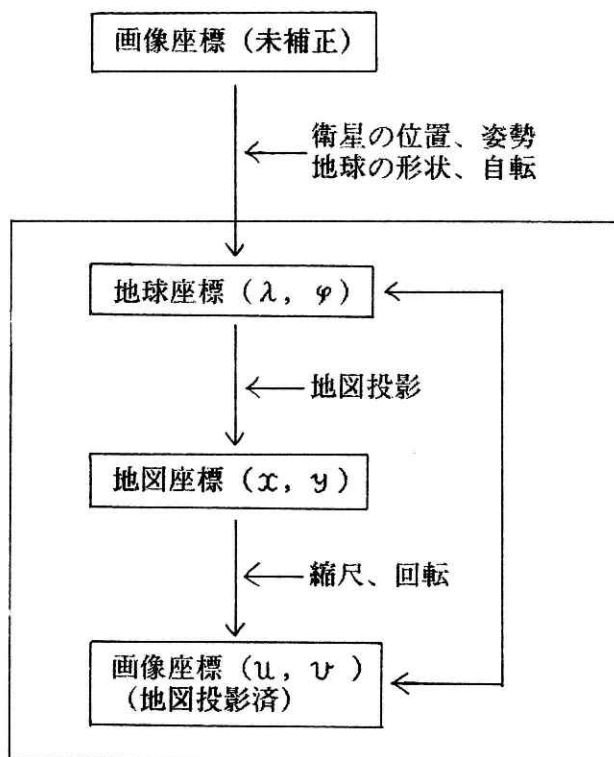 画像座標（未補正）
衛星の位置、姿勢
地球の形状、自転
地球座標（λ, φ）
地図投影
地図座標（x, y）
縮尺、回転
画像座標（u, v）
（地図投影済）